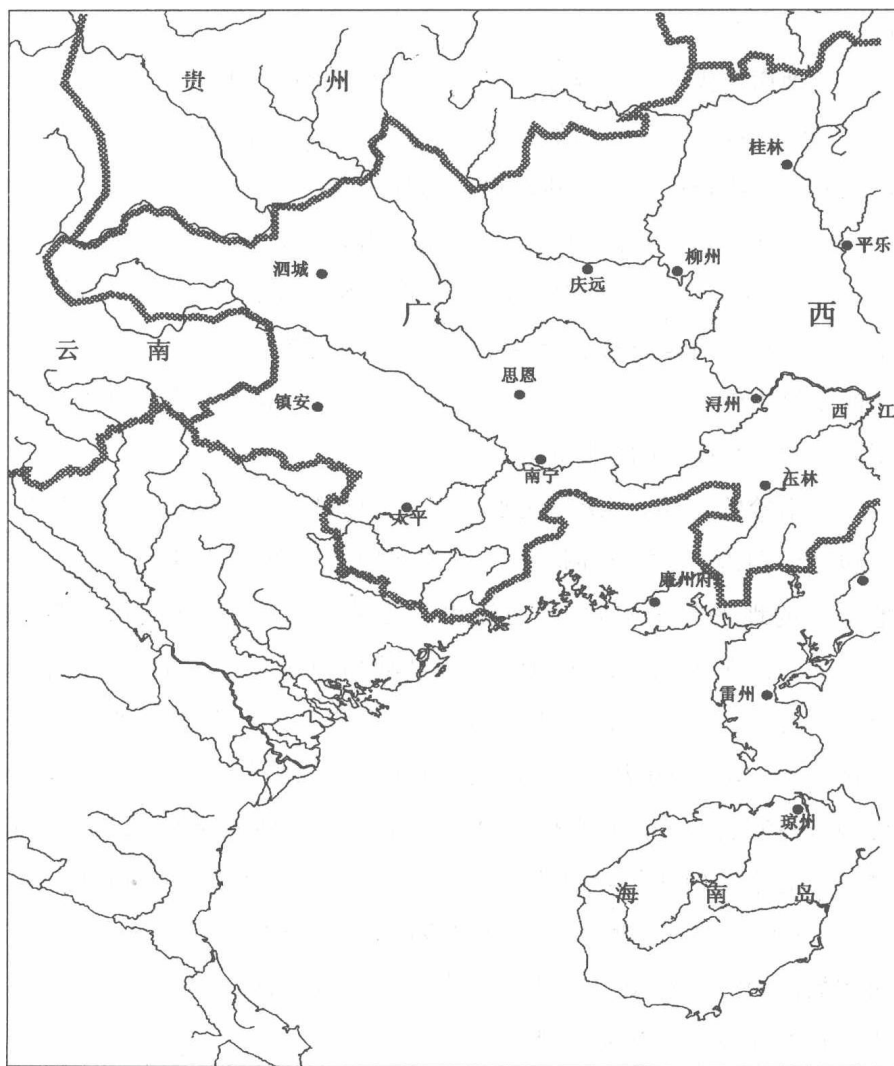 贵 州
桂林
平乐
柳州
泗城
庆远
广 西
云 南
思恩
镇安
浔州
西 江
南宁
玉林
太平
廉州府
雷州
琼州
海 南 岛